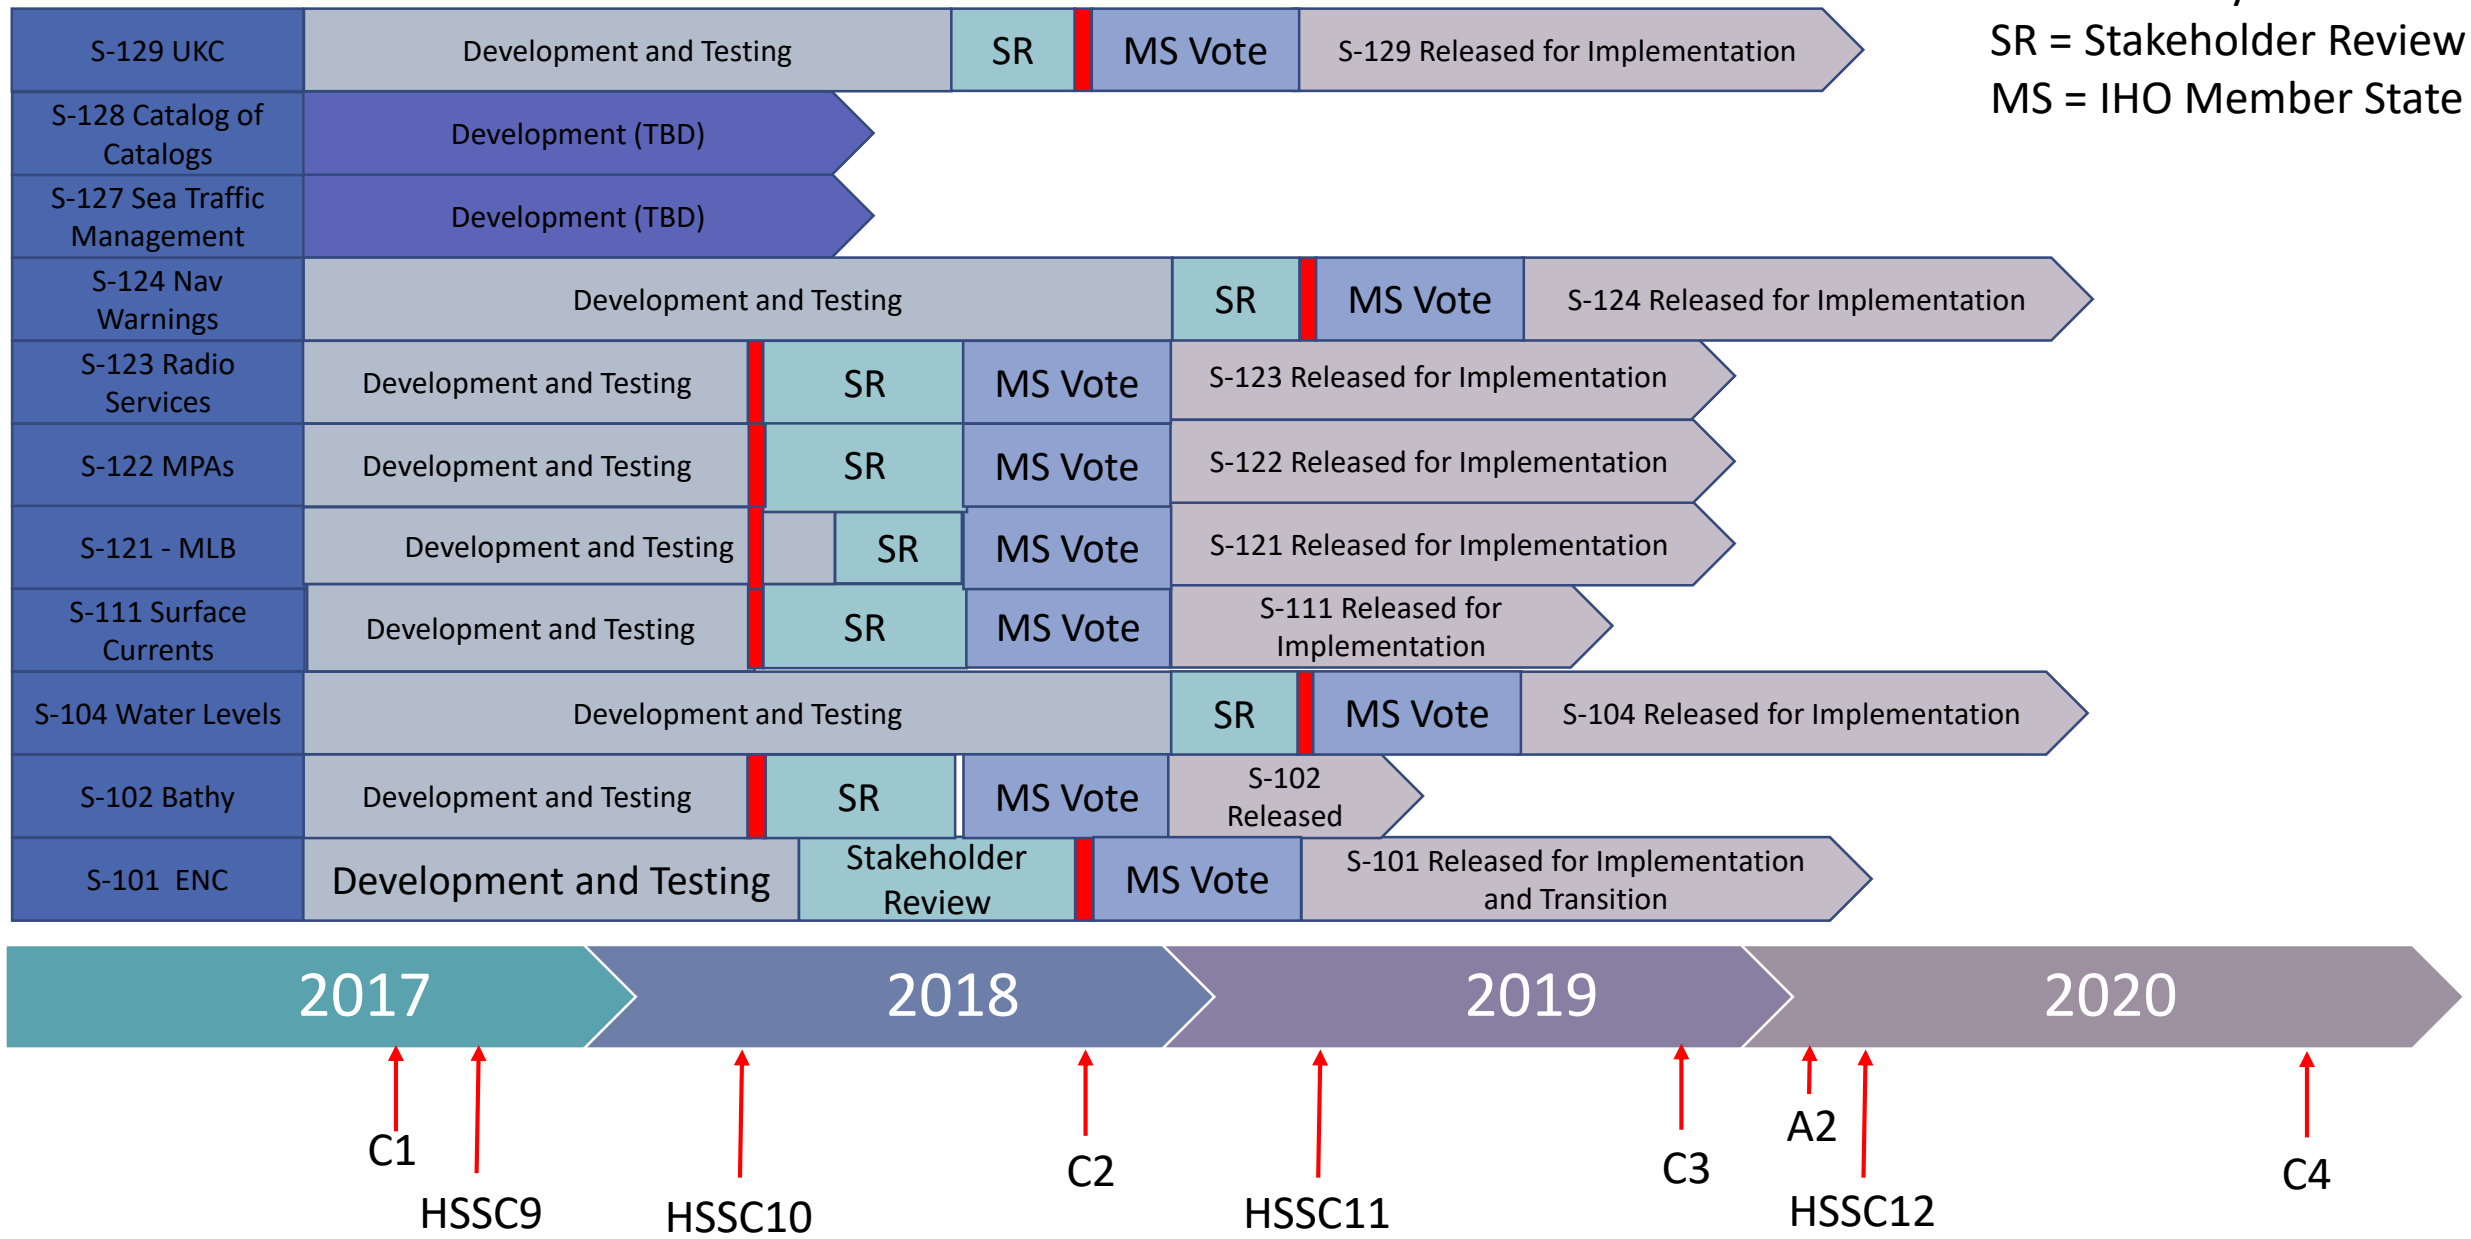 SR = Stakeholder Review
MS = IHO Member State
S-129 UKC
Development and Testing
SR
MS Vote
S-129 Released for Implementation
S-128 Catalog of
Catalogs
Development (TBD)
S-127 Sea Traffic
Management
Development (TBD)
S-124 Nav
Warnings
Development and Testing
SR
MS Vote
S-124 Released for Implementation
S-123 Radio
Services
Development and Testing
SR
MS Vote
S-123 Released for Implementation
S-122 MPAs
Development and Testing
SR
MS Vote
S-122 Released for Implementation
S-121 - MLB
Development and Testing
SR
MS Vote
S-121 Released for Implementation
S-111 Surface
Currents
Development and Testing
SR
MS Vote
S-111 Released for
Implementation
S-104 Water Levels
Development and Testing
SR
MS Vote
S-104 Released for Implementation
S-102 Bathy
Development and Testing
SR
MS Vote
S-102
Released
S-101 ENC
Development and Testing
Stakeholder
Review
MS Vote
S-101 Released for Implementation
and Transition
2017
2018
2019
2020
C1
HSSC9
HSSC10
C2
HSSC11
C3
A2
HSSC12
C4